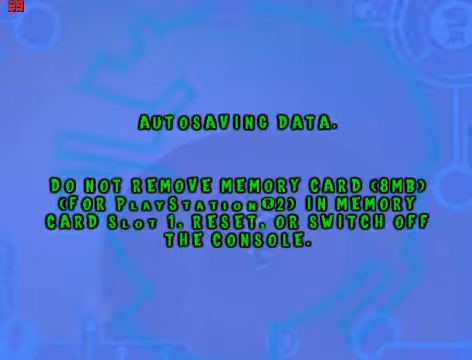 39
AUTOSAVING DATA.
DO NOT REMOVE MEMORY CARD (8MB)
(FOR PLAYSTATION®2) IN MEMORY
CARD SLOT 1, RESET, OR SWITCH OFF
THE CONSOLE.